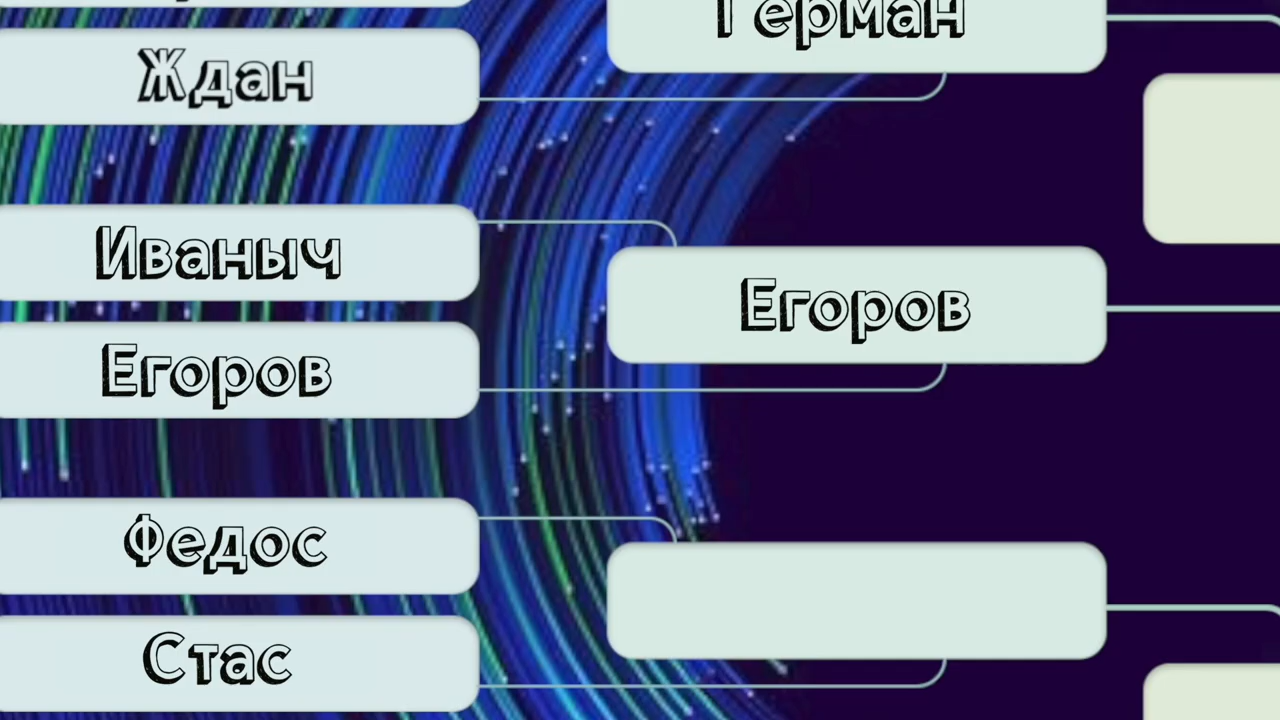 Герман
Ждан
Иваныч
Егоров
Егоров
Федос
Стас